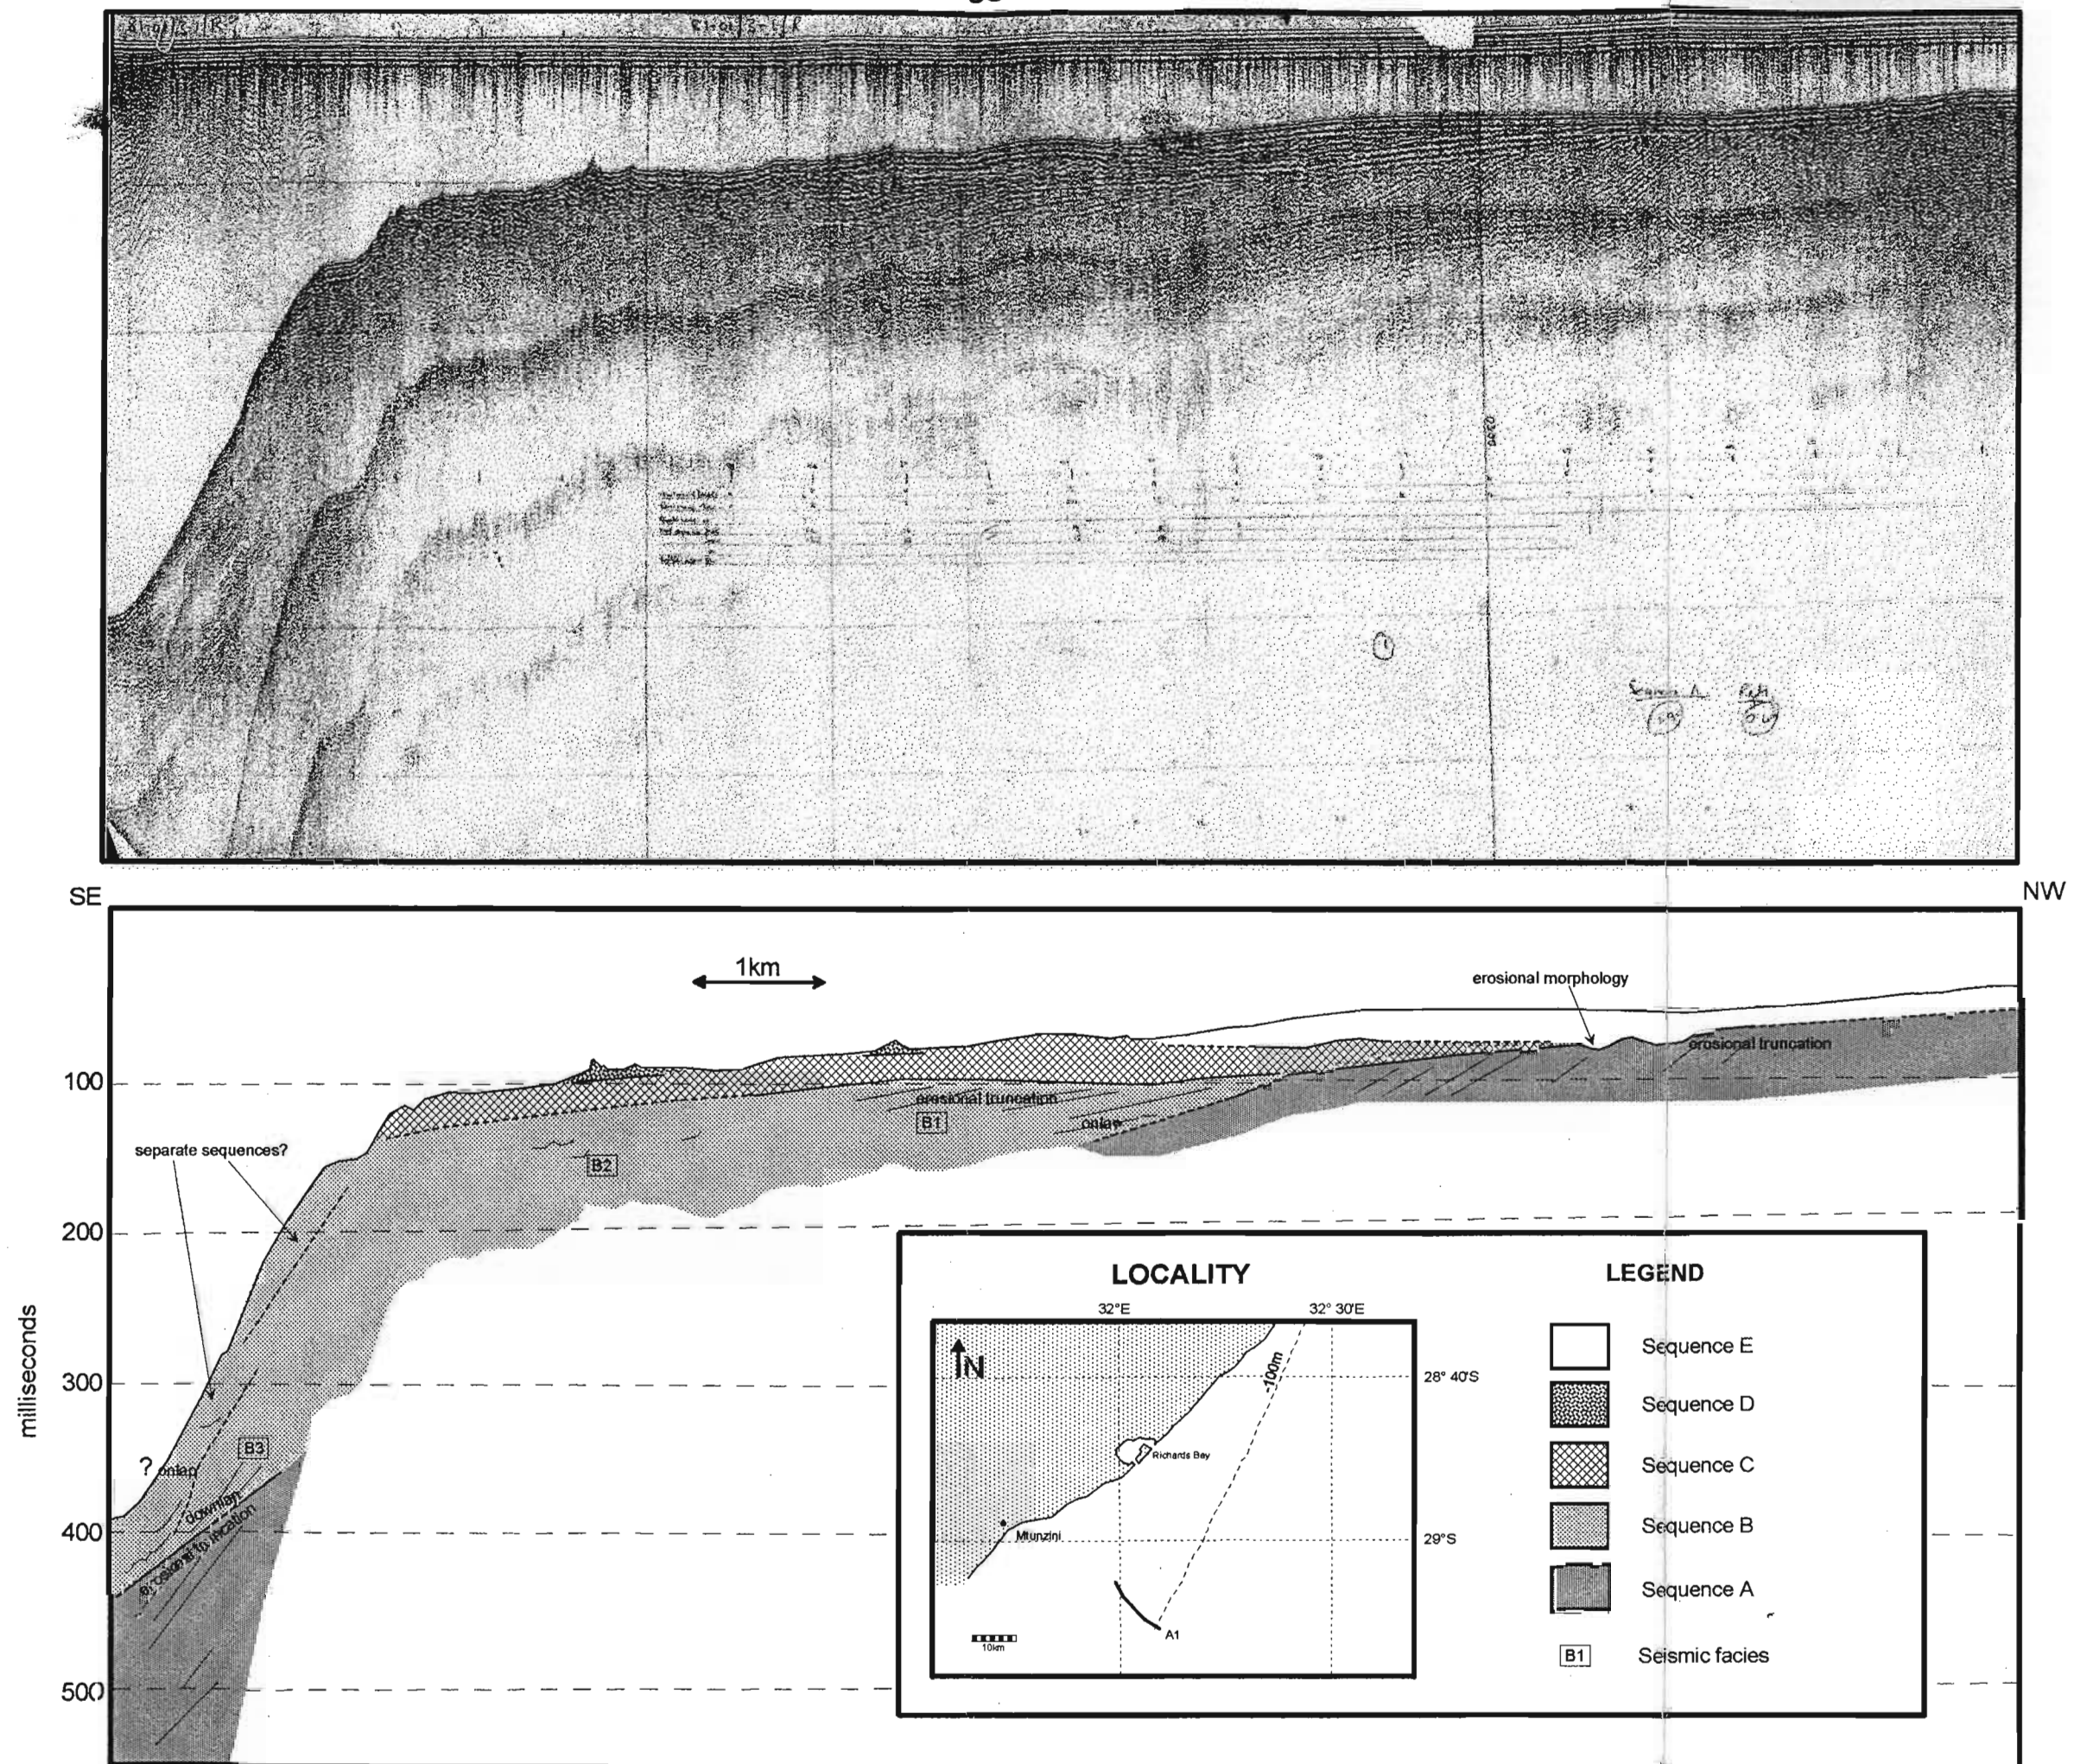 SE
NW
1km
erosional morphology
100
erosional truncation
erosional truncation
B1
onlap
separate sequences?
B2
200
LOCALITY
LEGEND
32°E
32° 30'E
Sequence E
N
-100m
28° 40'S
milliseconds
300
Sequence D
B3
Richards Bay
Sequence C
? onlap
downlap
erosional truncation
400
Mtunzini
29°S
Sequence B
Sequence A
A1
10km
B1
Seismic facies
500